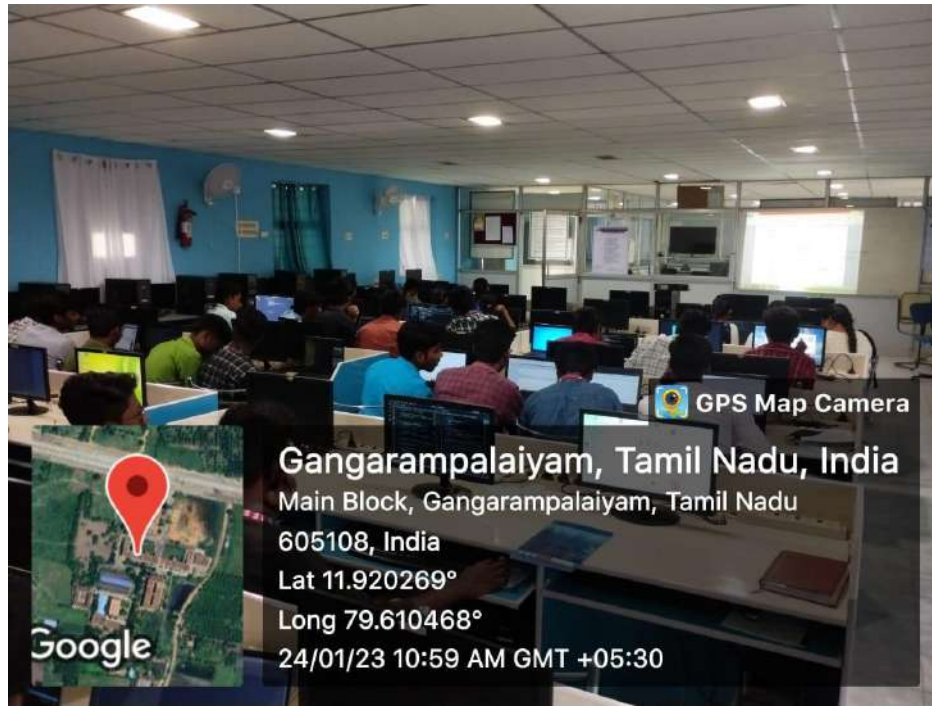 GPS Map Camera
Gangarampalaiyam, Tamil Nadu, India
Main Block, Gangarampalaiyam, Tamil Nadu
605108, India
Lat 11.920269°
Long 79.610468°
24/01/23 10:59 AM GMT +05:30
Google